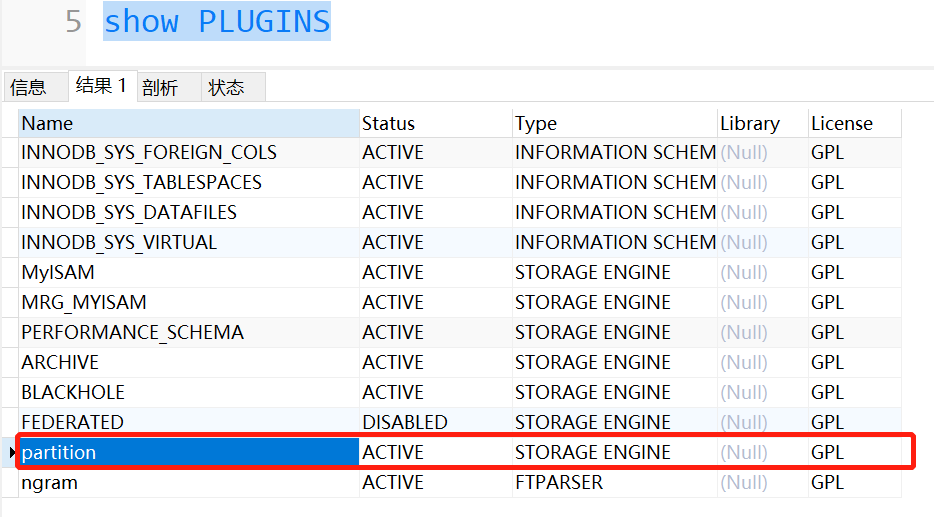 5 show PLUGINS
信息 结果 1 剖析 状态
Name Status Type Library License
INNODB_SYS_FOREIGN_COLS ACTIVE INFORMATION SCHEM (Null) GPL
INNODB_SYS_TABLESPACES ACTIVE INFORMATION SCHEM (Null) GPL
INNODB_SYS_DATAFILES ACTIVE INFORMATION SCHEM (Null) GPL
INNODB_SYS_VIRTUAL ACTIVE INFORMATION SCHEM (Null) GPL
MyISAM ACTIVE STORAGE ENGINE (Null) GPL
MRG_MYISAM ACTIVE STORAGE ENGINE (Null) GPL
PERFORMANCE_SCHEMA ACTIVE STORAGE ENGINE (Null) GPL
ARCHIVE ACTIVE STORAGE ENGINE (Null) GPL
BLACKHOLE ACTIVE STORAGE ENGINE (Null) GPL
FEDERATED DISABLED STORAGE ENGINE (Null) GPL
partition ACTIVE STORAGE ENGINE (Null) GPL
ngram ACTIVE FTPARSER (Null) GPL